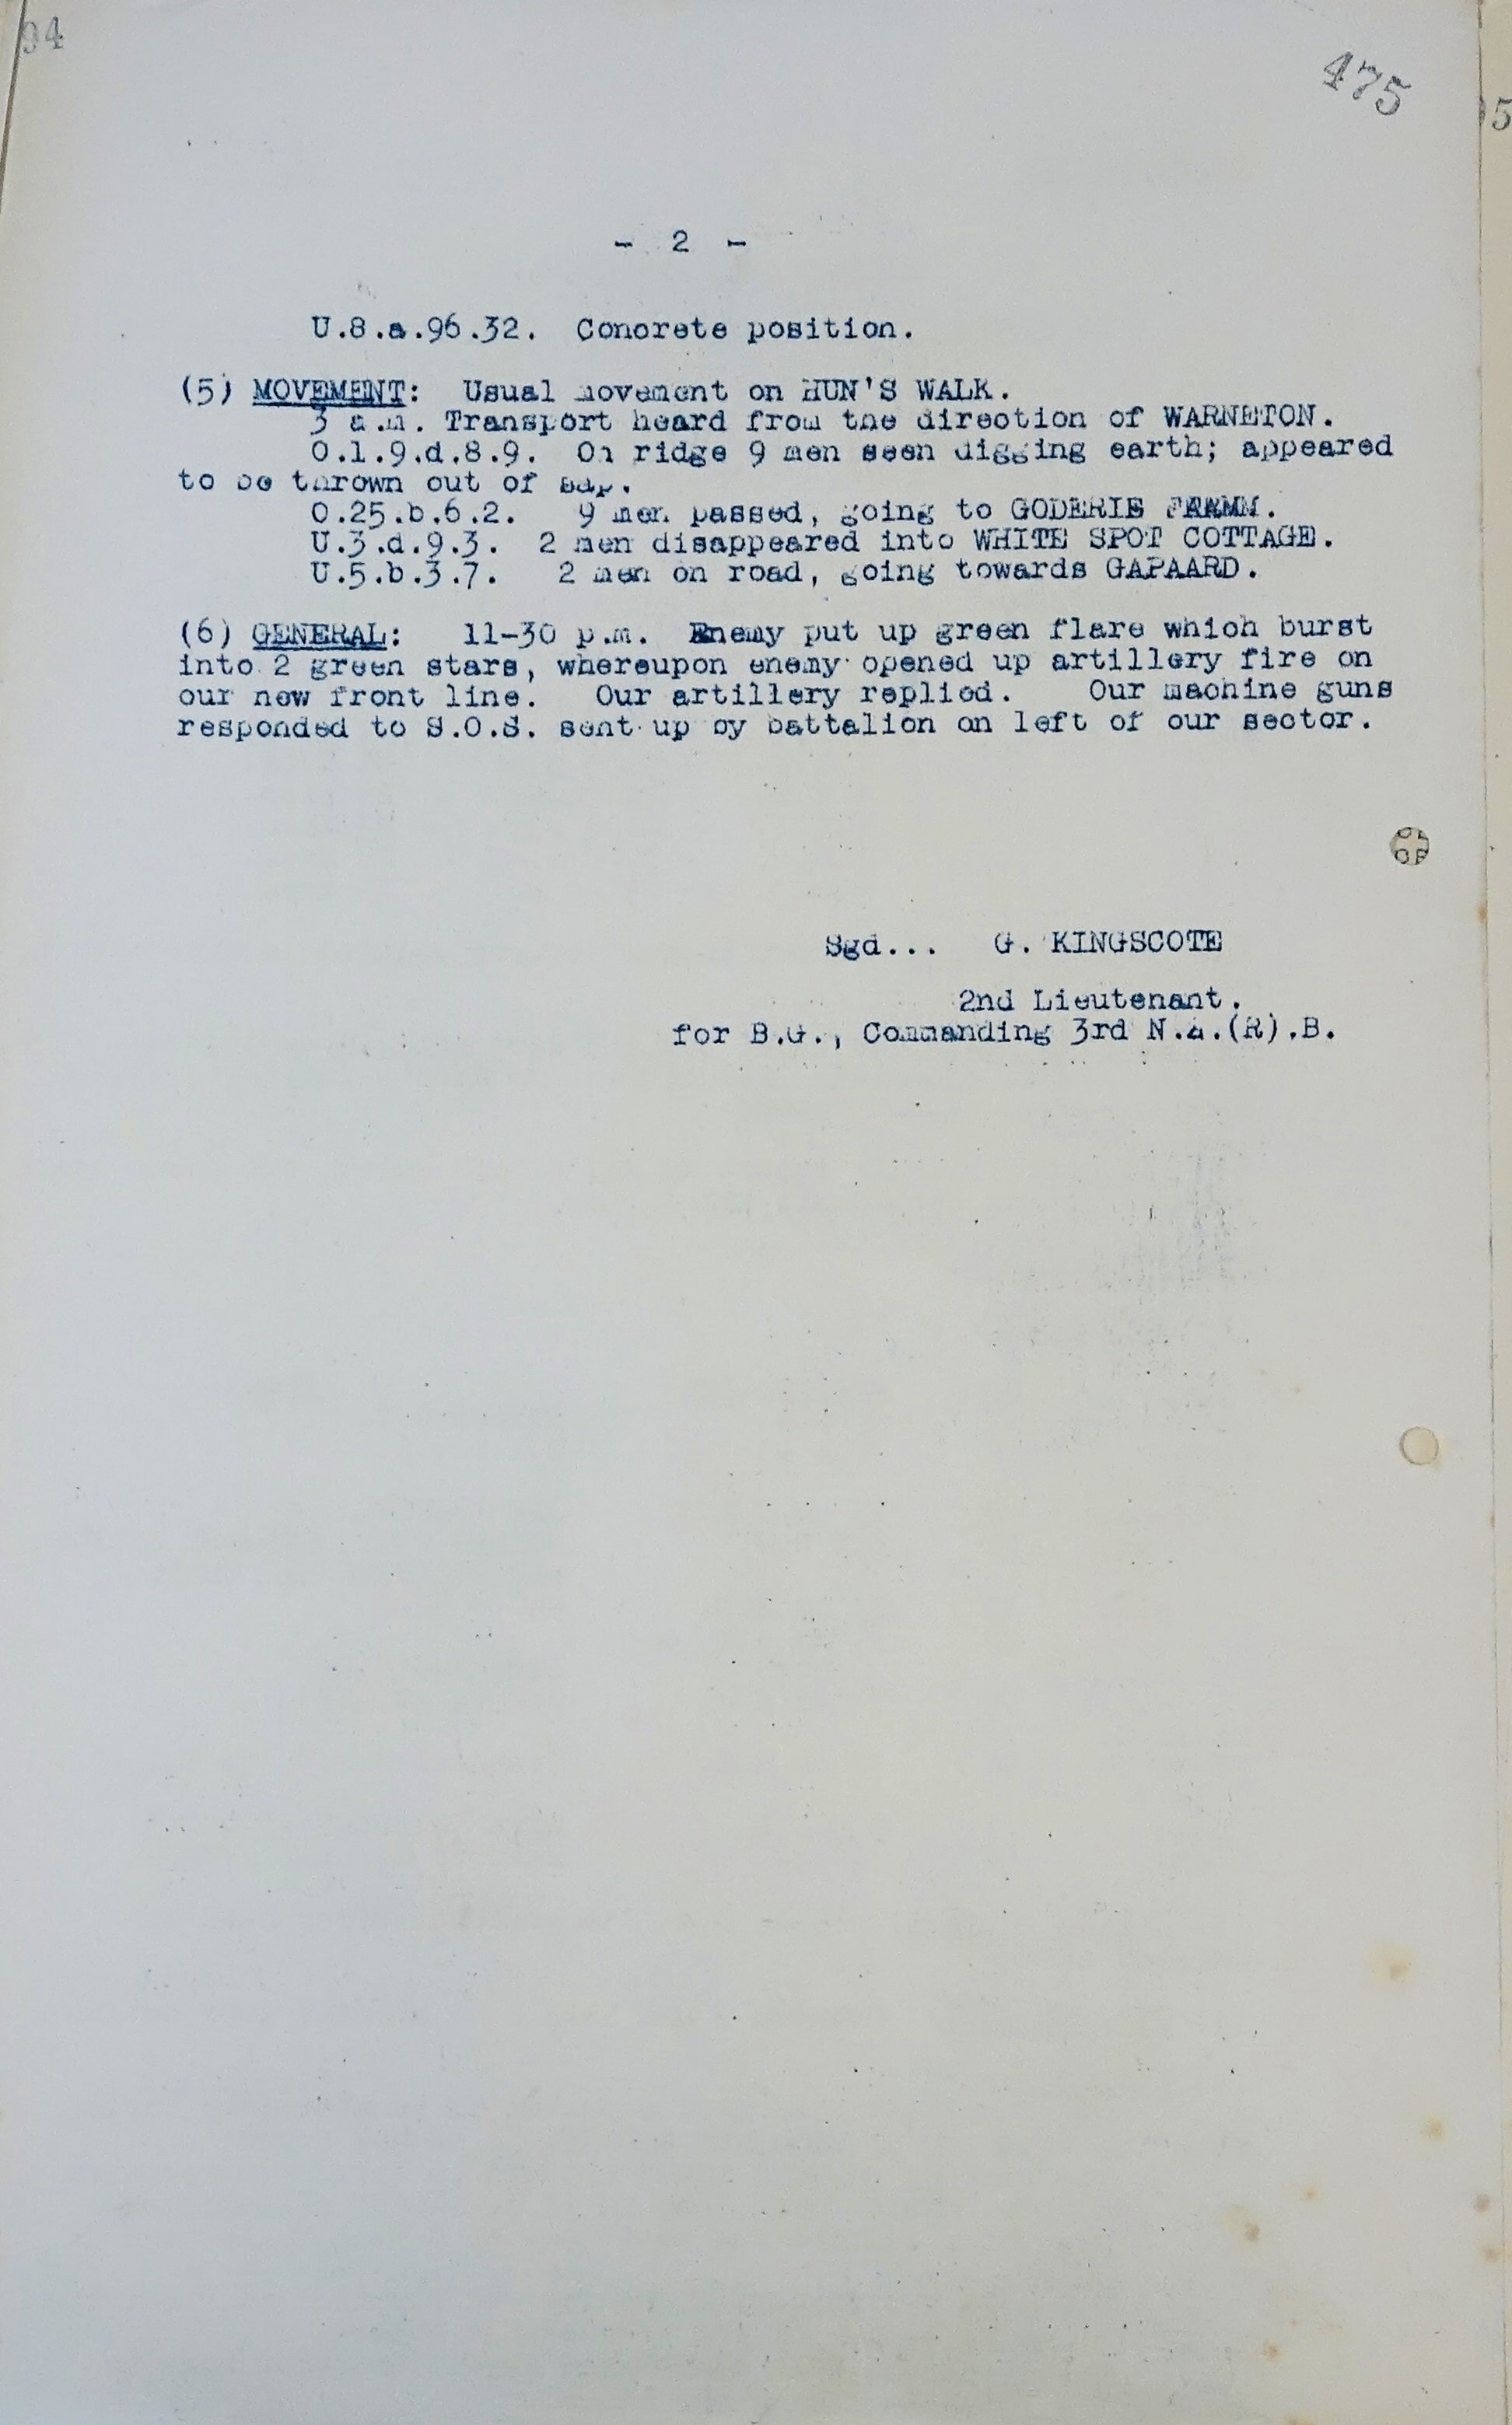 94
475
5
- 2 -
U.8.a.96.32. Concrete position.
(5) MOVEMENT: Usual movement on HUN'S WALK.
3 a.m. Transport heard from the direction of WARNETON.
O.1.9.d.8.9. On ridge 9 men seen digging earth; appeared
to be thrown out of sap.
O.25.b.6.2. 9 men passed, going to GODERIE FARM.
U.3.d.9.3. 2 men disappeared into WHITE SPOT COTTAGE.
U.5.b.3.7. 2 men on road, going towards GAPAARD.
(6) GENERAL: 11-30 p.m. Enemy put up green flare which burst
into 2 green stars, whereupon enemy opened up artillery fire on
our new front line. Our artillery replied. Our machine guns
responded to S.O.S. sent up by battalion on left of our sector.
Sgd... G. KINGSCOTE
2nd Lieutenant.
for B.G., Commanding 3rd N.Z.(R).B.